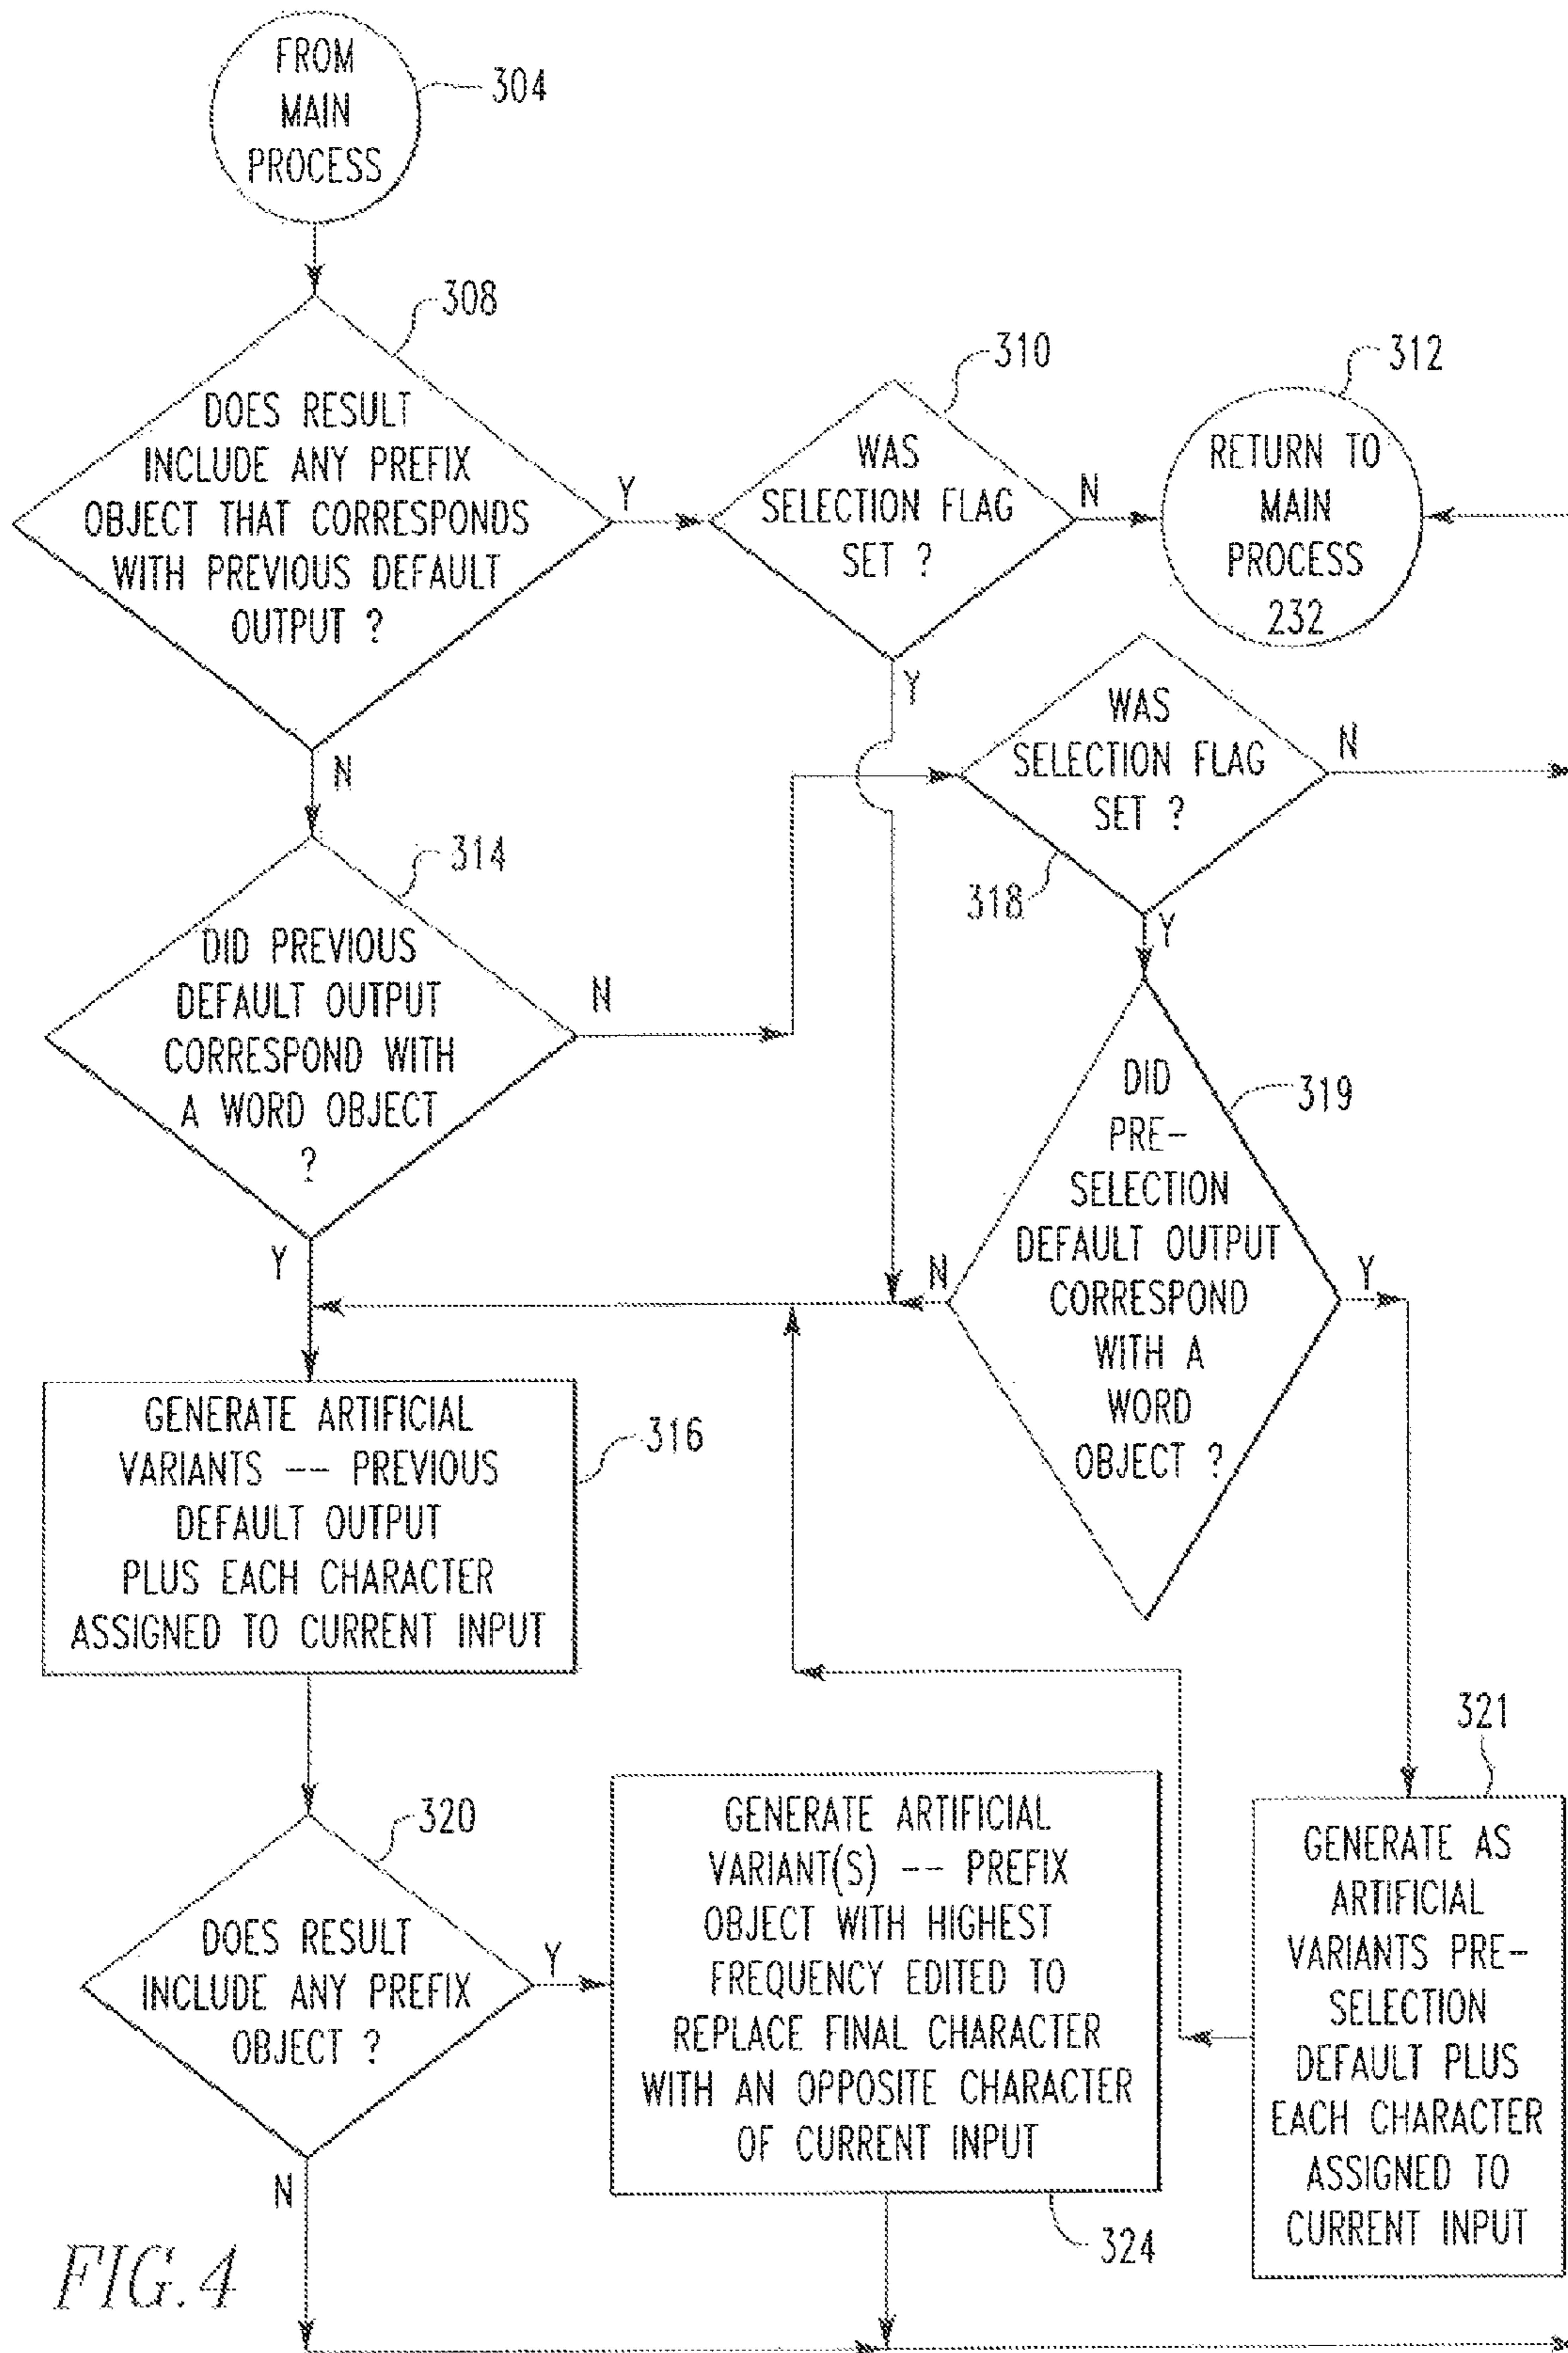 FROM
MAIN
PROCESS
304
308
DOES RESULT
INCLUDE ANY PREFIX
OBJECT THAT CORRESPONDS
WITH PREVIOUS DEFAULT
OUTPUT ?
Y
N
310
WAS
SELECTION FLAG
SET ?
N
Y
312
RETURN TO
MAIN
PROCESS
232
314
DID PREVIOUS
DEFAULT OUTPUT
CORRESPOND WITH
A WORD OBJECT
?
N
Y
WAS
SELECTION FLAG
SET ?
N
318
Y
319
DID
PRE-
SELECTION
DEFAULT OUTPUT
CORRESPOND
WITH A
WORD
OBJECT ?
N
Y
GENERATE ARTIFICIAL
VARIANTS -- PREVIOUS
DEFAULT OUTPUT
PLUS EACH CHARACTER
ASSIGNED TO CURRENT INPUT
316
320
DOES RESULT
INCLUDE ANY PREFIX
OBJECT ?
Y
N
GENERATE ARTIFICIAL
VARIANT(S) -- PREFIX
OBJECT WITH HIGHEST
FREQUENCY EDITED TO
REPLACE FINAL CHARACTER
WITH AN OPPOSITE CHARACTER
OF CURRENT INPUT
324
321
GENERATE AS
ARTIFICIAL
VARIANTS PRE-
SELECTION
DEFAULT PLUS
EACH CHARACTER
ASSIGNED TO
CURRENT INPUT
FIG.4